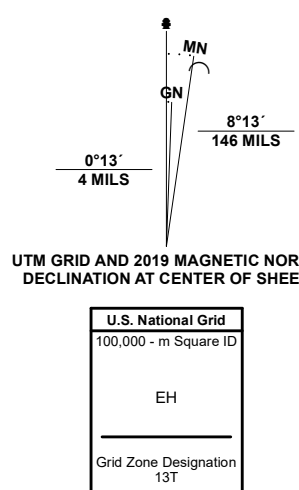 MN
GN
8°13´
146 MILS
0°13´
4 MILS
UTM GRID AND 2019 MAGNETIC NOR
DECLINATION AT CENTER OF SHEE
U.S. National Grid
100,000 - m Square ID
EH
Grid Zone Designation
13T